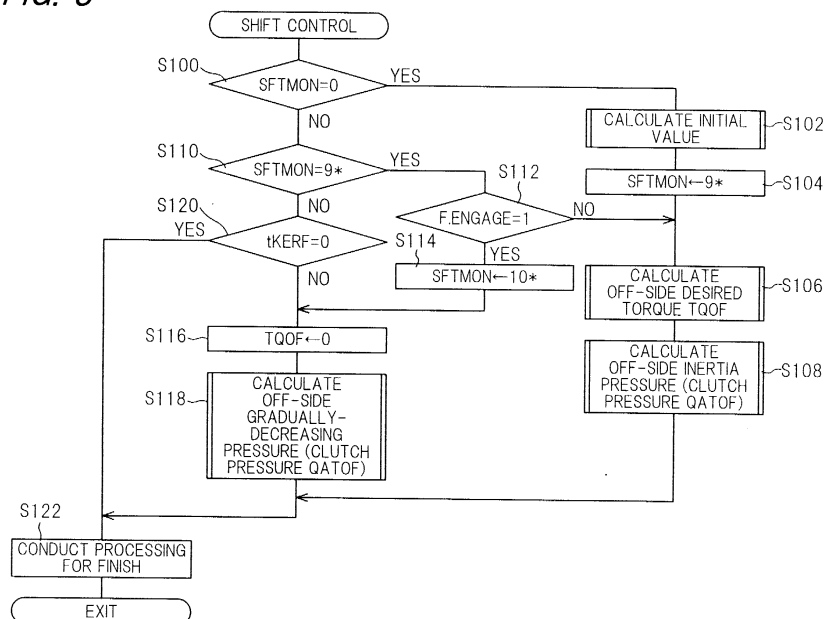 SHIFT CONTROL
S100
SFTMON=0
YES
NO
CALCULATE INITIAL
VALUE
S102
SFTMON←9*
S104
S110
SFTMON=9*
YES
NO
S112
F.ENGAGE=1
NO
YES
S114
SFTMON←10*
S120
YES
tKERF=0
NO
CALCULATE
OFF-SIDE DESIRED
TORQUE TQOF
S106
CALCULATE
OFF-SIDE INERTIA
PRESSURE (CLUTCH
PRESSURE QATOF)
S108
S116
TQOF←0
S118
CALCULATE
OFF-SIDE
GRADUALLY-
DECREASING
PRESSURE (CLUTCH
PRESSURE QATOF)
S122
CONDUCT PROCESSING
FOR FINISH
EXIT